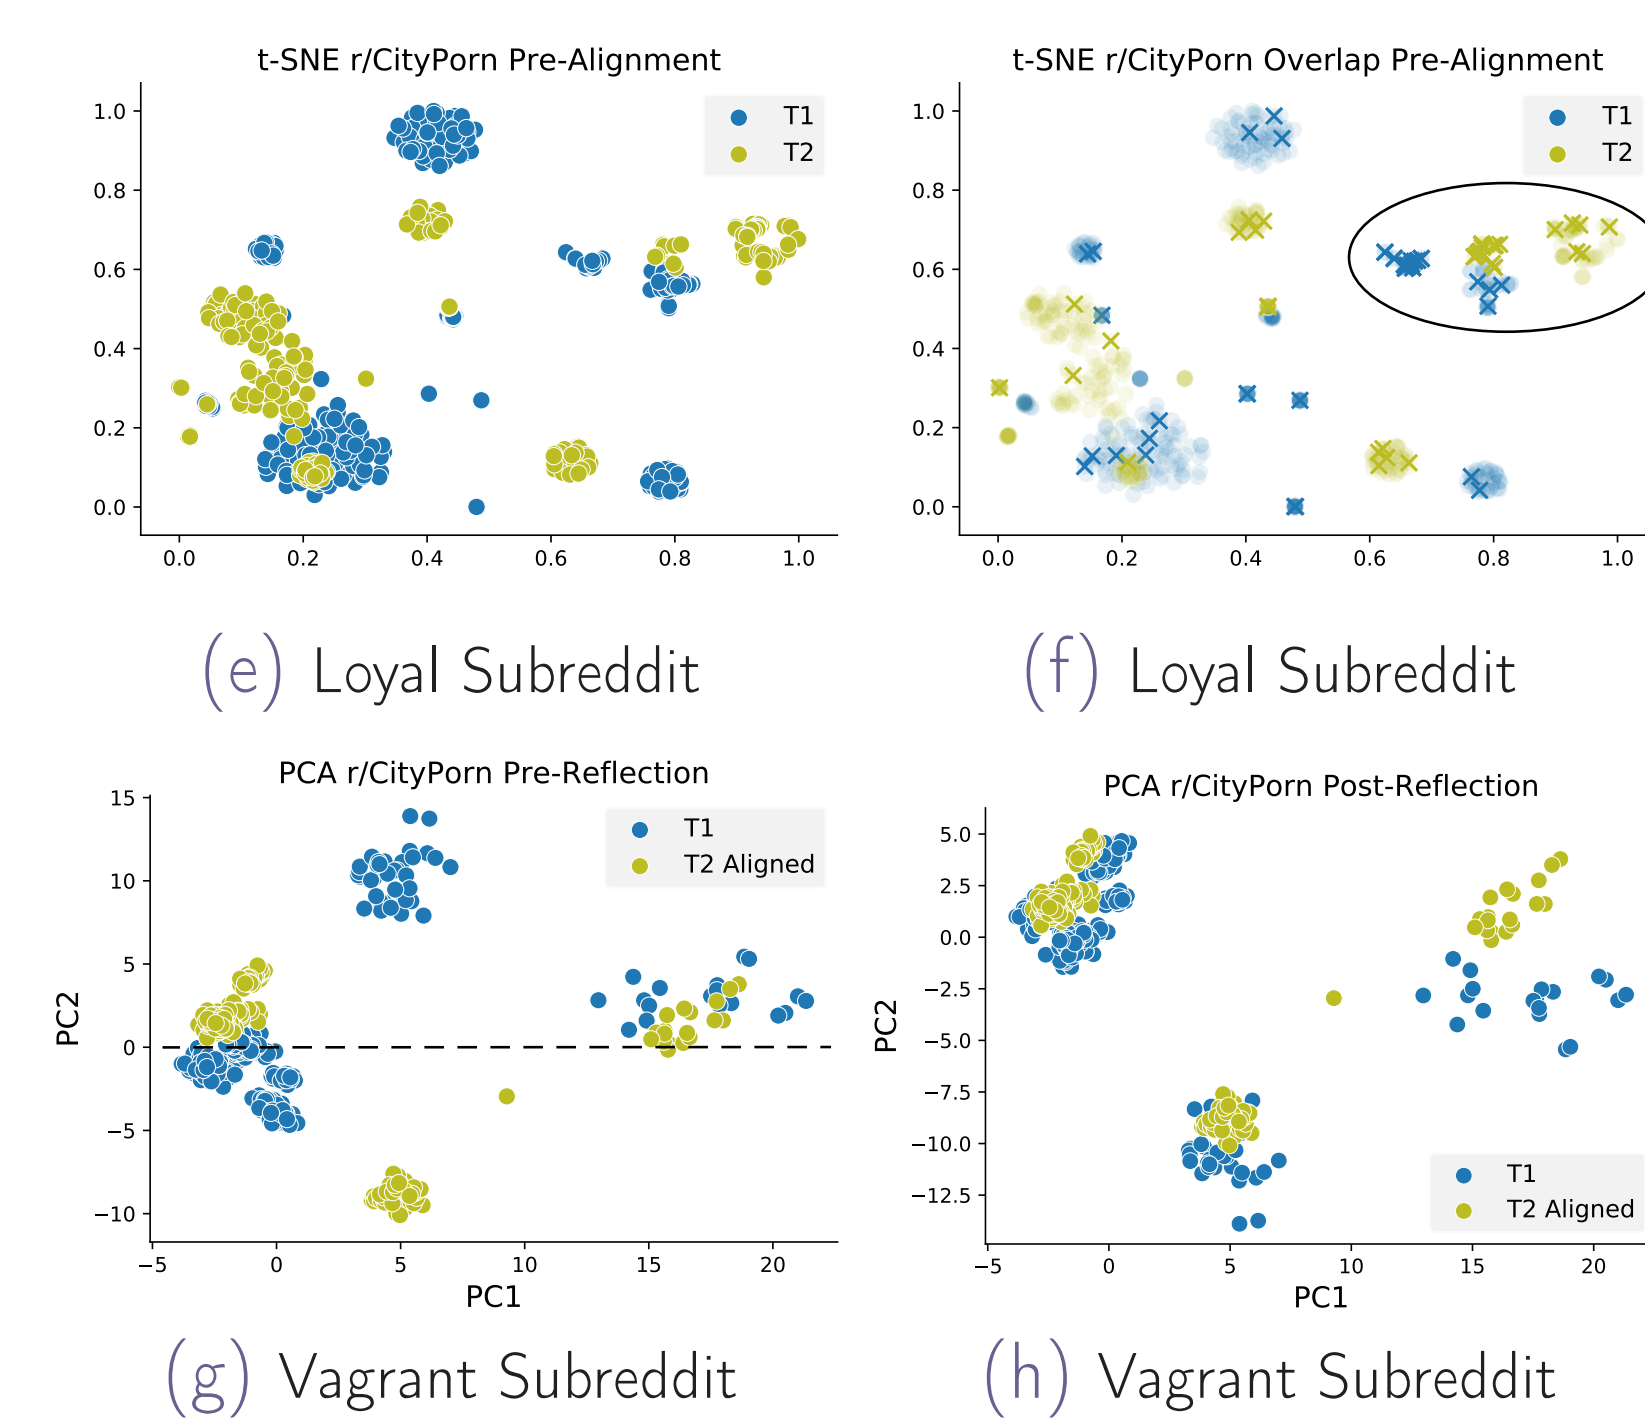 t-SNE r/CityPorn Pre-Alignment
T1
T2
1.0
0.8
0.6
0.4
0.2
0.0
0.0 0.2 0.4 0.6 0.8 1.0
(e) Loyal Subreddit
t-SNE r/CityPorn Overlap Pre-Alignment
T1
T2
1.0
0.8
0.6
0.4
0.2
0.0
0.0 0.2 0.4 0.6 0.8 1.0
(f) Loyal Subreddit
PCA r/CityPorn Pre-Reflection
T1
T2 Aligned
PC2
15
10
5
0
−5
−10
−5 0 5 10 15 20
PC1
(g) Vagrant Subreddit
PCA r/CityPorn Post-Reflection
PC2
5.0
2.5
0.0
−2.5
−5.0
−7.5
−10.0
−12.5
T1
T2 Aligned
−5 0 5 10 15 20
PC1
(h) Vagrant Subreddit